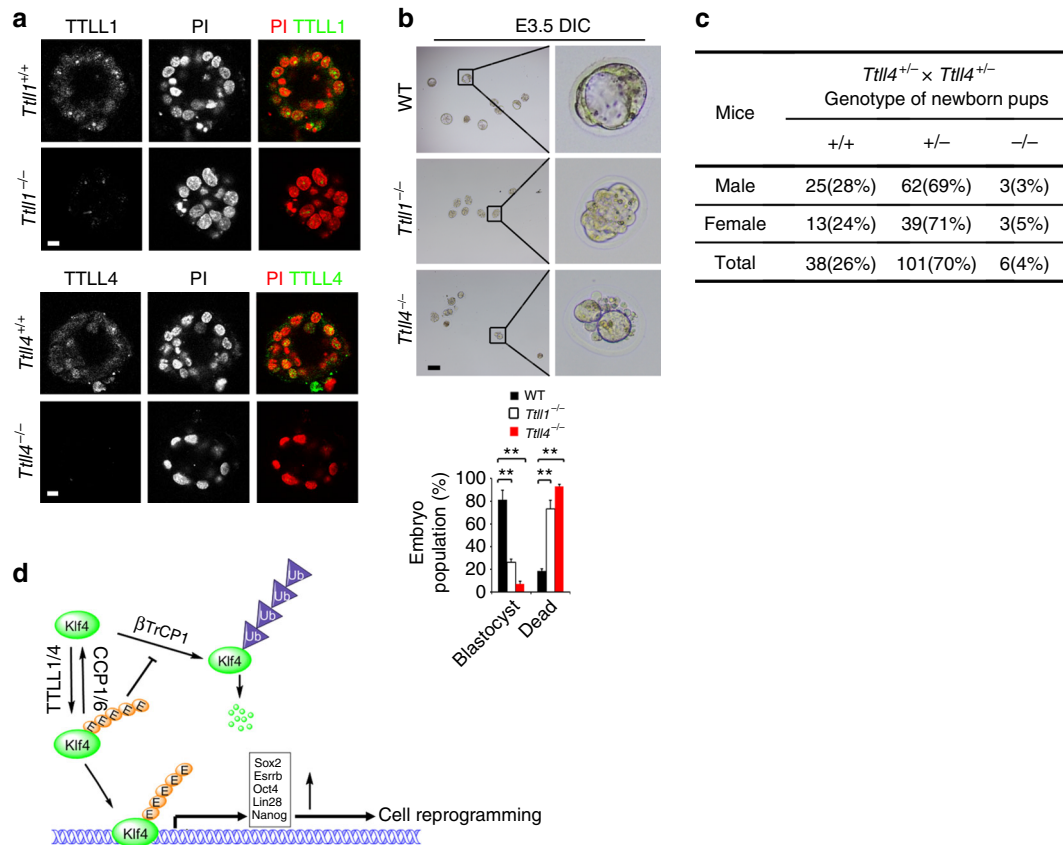 a
TTLL1 PI PI TTLL1
Ttll1+/+
Ttll1−/−
TTLL4 PI PI TTLL4
Ttll4+/+
Ttll4−/−
b
E3.5 DIC
WT
Ttll1−/−
Ttll4−/−
WT
Ttll1−/−
Ttll4−/−
** **
** **
Embryo population (%)
100
80
60
40
20
0
Blastocyst Dead
c
Mice
Ttll4+/− × Ttll4+/−
Genotype of newborn pups
+/+ +/− −/−
Male 25(28%) 62(69%) 3(3%)
Female 13(24%) 39(71%) 3(5%)
Total 38(26%) 101(70%) 6(4%)
d
Klf4
βTrCP1
Ub
Ub
Ub
Ub
Klf4
TTLL1/4
CCP1/6
Klf4
E E E E E
Klf4
E E E E E
Sox2
Esrrb
Oct4
Lin28
Nanog
Cell reprogramming